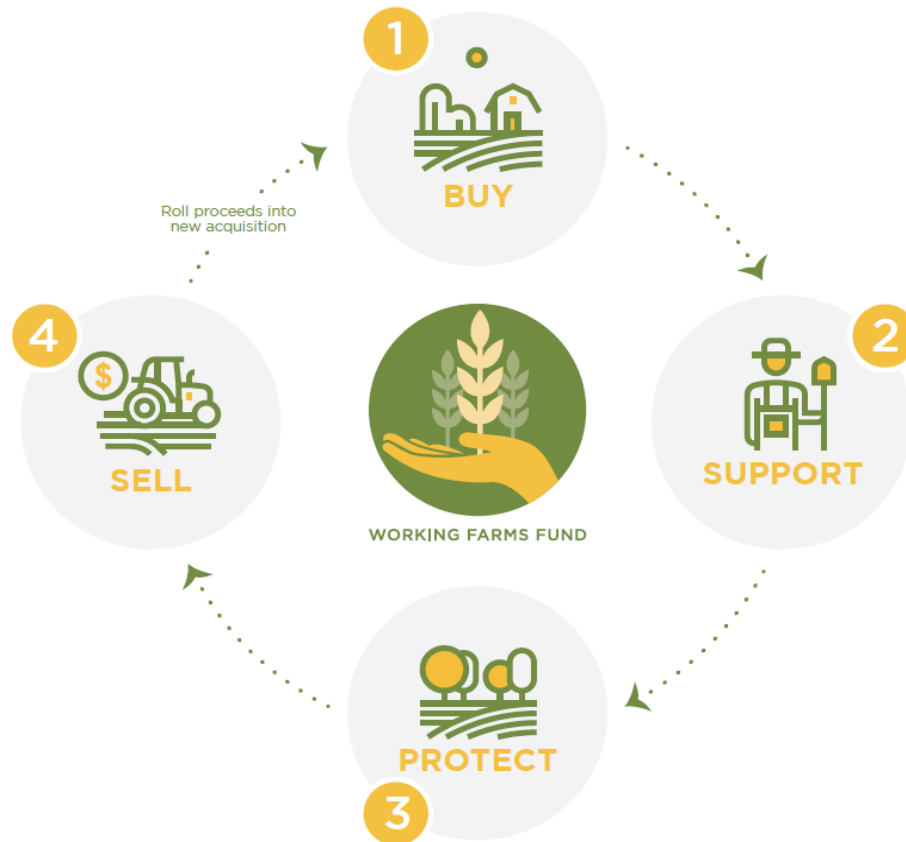 1
BUY
Roll proceeds into
new acquisition
4
$
SELL
2
SUPPORT
WORKING FARMS FUND
PROTECT
3